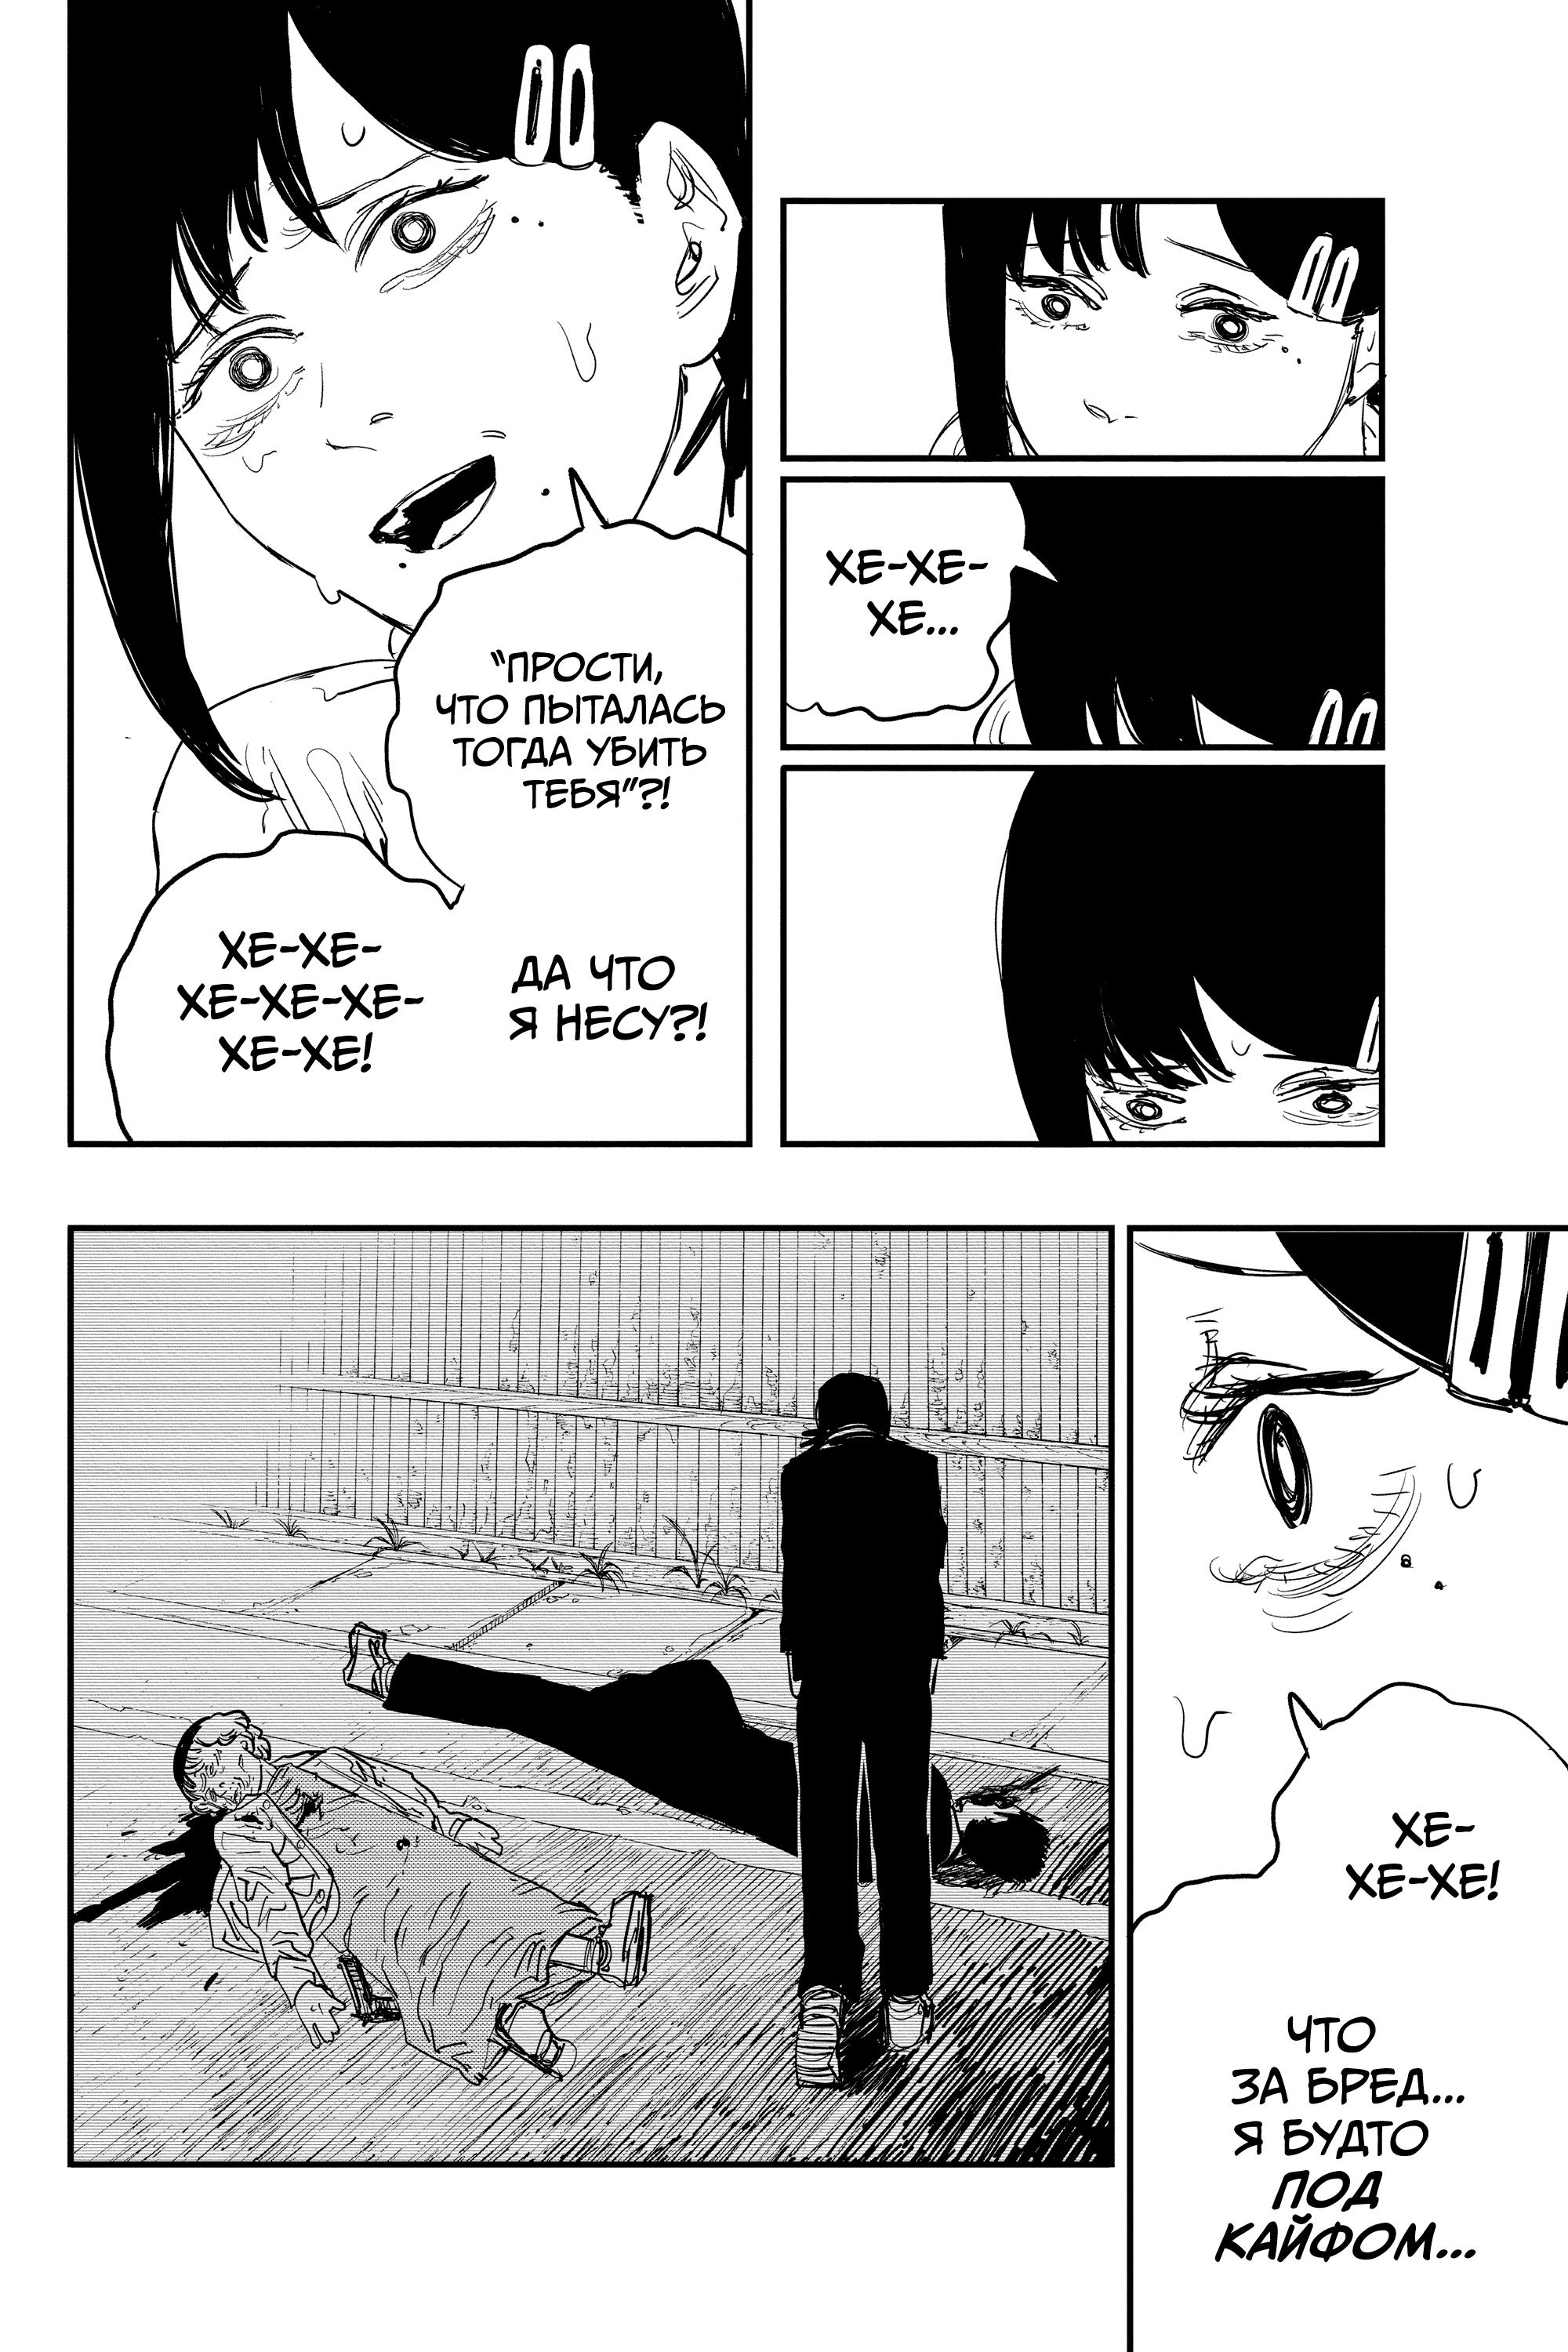 ХЕ-ХЕ-
ХЕ...
"ПРОСТИ,
ЧТО ПЫТАЛАСЬ
ТОГДА УБИТЬ
ТЕБЯ"?!
ДА ЧТО
Я НЕСУ?!
ХЕ-ХЕ-
ХЕ-ХЕ-ХЕ-
ХЕ-ХЕ!
ХЕ-
ХЕ-ХЕ!
ЧТО
ЗА БРЕД...
Я БУДТО
ПОД
КАЙФОМ...